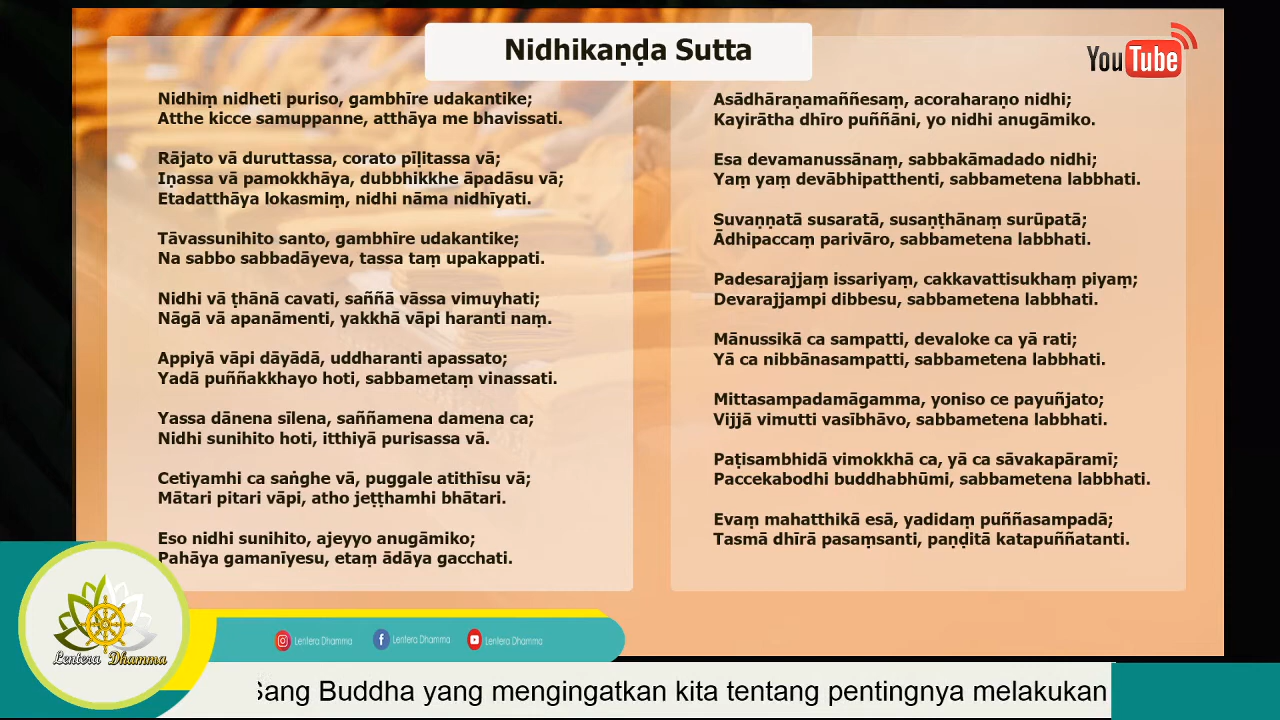 Nidhikaṇḍa Sutta
YouTube
Nidhiṃ nidheti puriso, gambhīre udakantike;
Atthe kicce samuppanne, atthāya me bhavissati.
Rājato vā duruttassa, corato pīḷitassa vā;
Iṇassa vā pamokkhāya, dubbhikkhe āpadāsu vā;
Etadatthāya lokasmiṃ, nidhi nāma nidhīyati.
Tāvassunihito santo, gambhīre udakantike;
Na sabbo sabbadāyeva, tassa taṃ upakappati.
Nidhi vā ṭhānā cavati, saññā vāssa vimuyhati;
Nāgā vā apanāmenti, yakkhā vāpi haranti naṃ.
Appiyā vāpi dāyādā, uddharanti apassato;
Yadā puññakkhayo hoti, sabbametaṃ vinassati.
Yassa dānena sīlena, saññamena damena ca;
Nidhi sunihito hoti, itthiyā purisassa vā.
Cetiyamhi ca saṅghe vā, puggale atithīsu vā;
Mātari pitari vāpi, atho jeṭṭhamhi bhātari.
Eso nidhi sunihito, ajeyyo anugāmiko;
Pahāya gamanīyesu, etaṃ ādāya gacchati.
Asādhāraṇamaññesaṃ, acoraharaṇo nidhi;
Kayirātha dhīro puññāni, yo nidhi anugāmiko.
Esa devamanussānaṃ, sabbakāmadado nidhi;
Yaṃ yaṃ devābhipatthenti, sabbametena labbhati.
Suvaṇṇatā susaratā, susaṇṭhānaṃ surūpatā;
Ādhipaccaṃ parivāro, sabbametena labbhati.
Padesarajjaṃ issariyaṃ, cakkavattisukhaṃ piyaṃ;
Devarajjampi dibbesu, sabbametena labbhati.
Mānussikā ca sampatti, devaloke ca yā rati;
Yā ca nibbānasampatti, sabbametena labbhati.
Mittasampadamāgamma, yoniso ce payuñjato;
Vijjā vimutti vasībhāvo, sabbametena labbhati.
Paṭisambhidā vimokkhā ca, yā ca sāvakapāramī;
Paccekabodhi buddhabhūmi, sabbametena labbhati.
Evaṃ mahatthikā esā, yadidaṃ puññasampadā;
Tasmā dhīrā pasaṃsanti, paṇḍitā katapuññatanti.
Lentera Dhamma
Lentera Dhamma
Lentera Dhamma
Lentera Dhamma
Sang Buddha yang mengingatkan kita tentang pentingnya melakukan